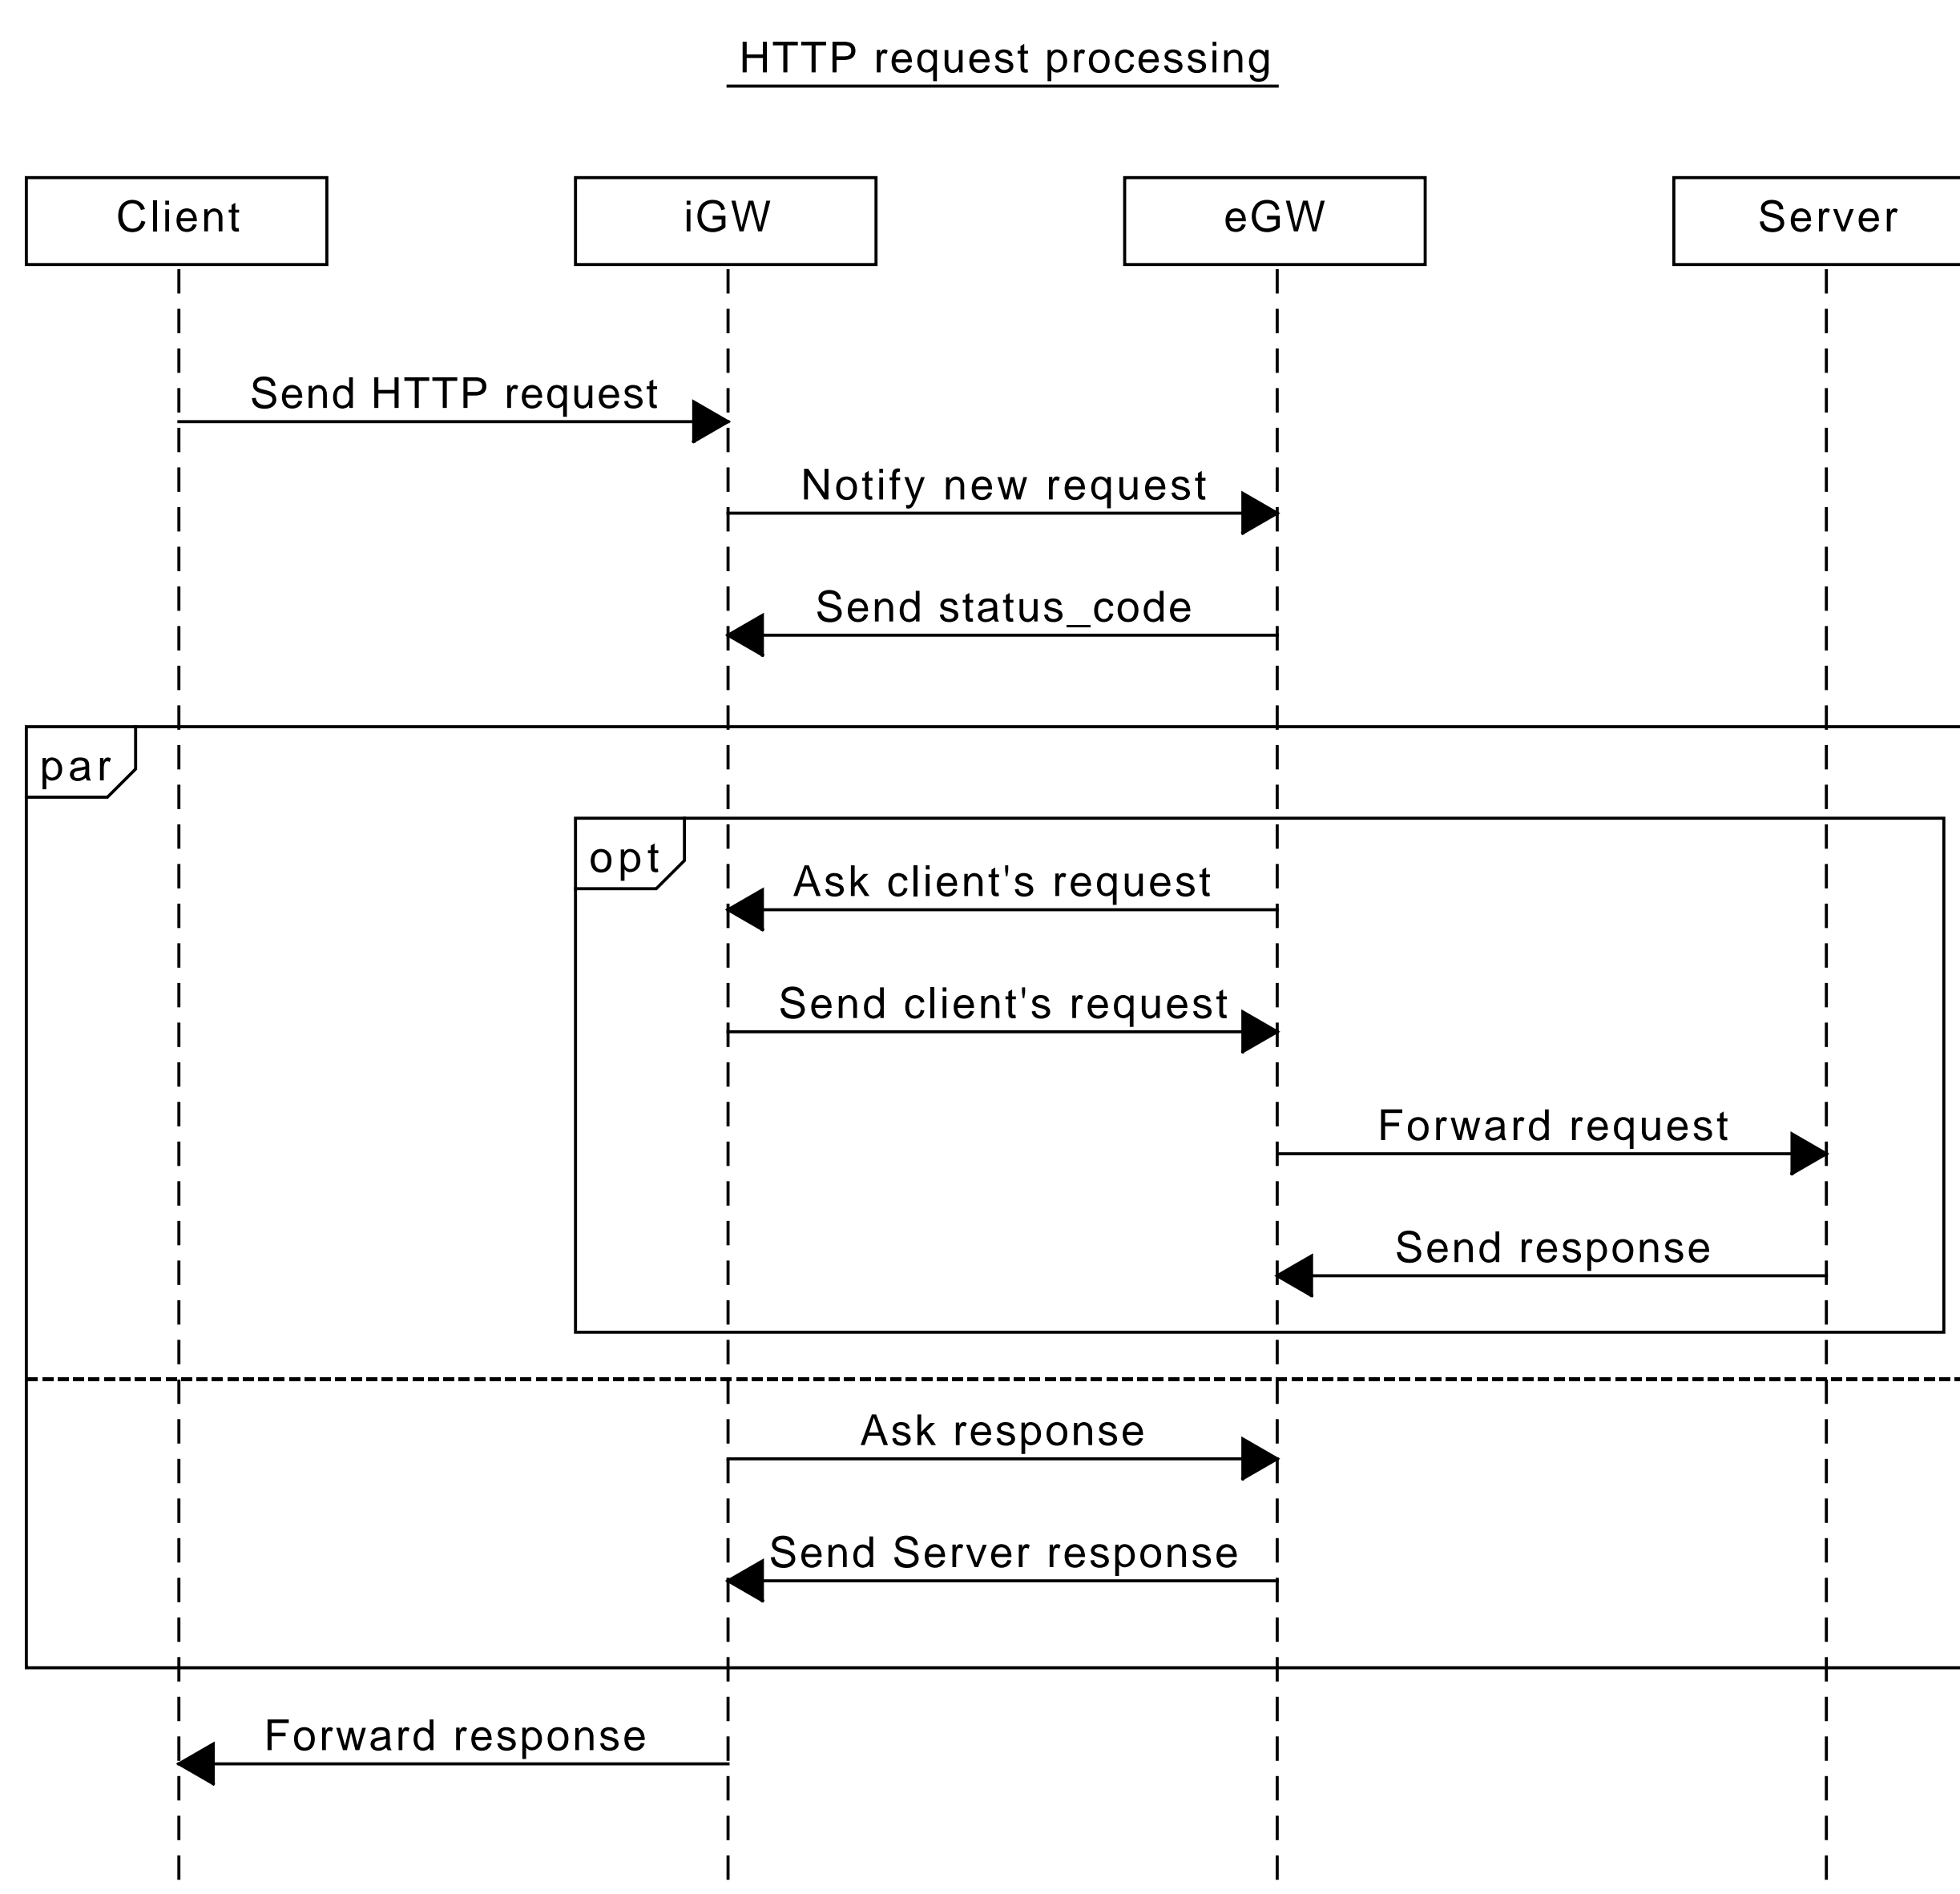 HTTP request processing
Client
iGW
eGW
Server
Send HTTP request
Notify new request
Send status_code
par
opt
Ask client's request
Send client's request
Forward request
Send response
Ask response
Send Server response
Forward response